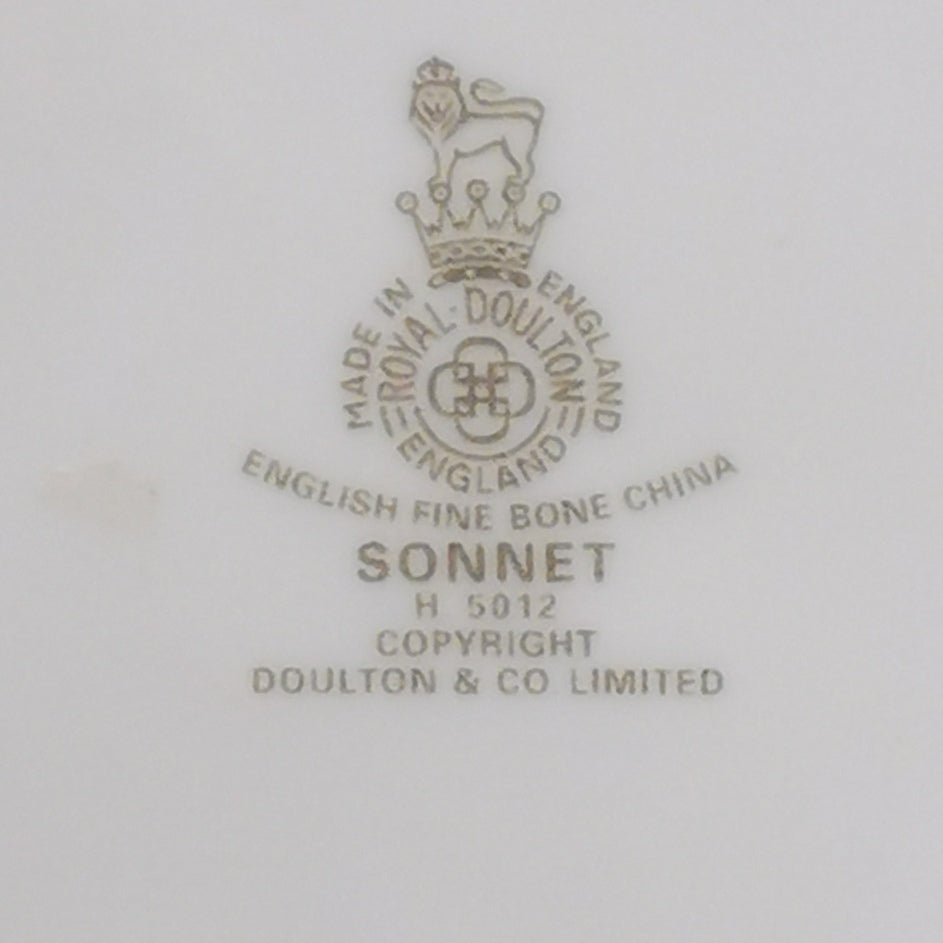 MADE IN ENGLAND
ROYAL·DOULTON
ENGLAND
ENGLISH FINE BONE CHINA
SONNET
H 5012
COPYRIGHT
DOULTON & CO LIMITED